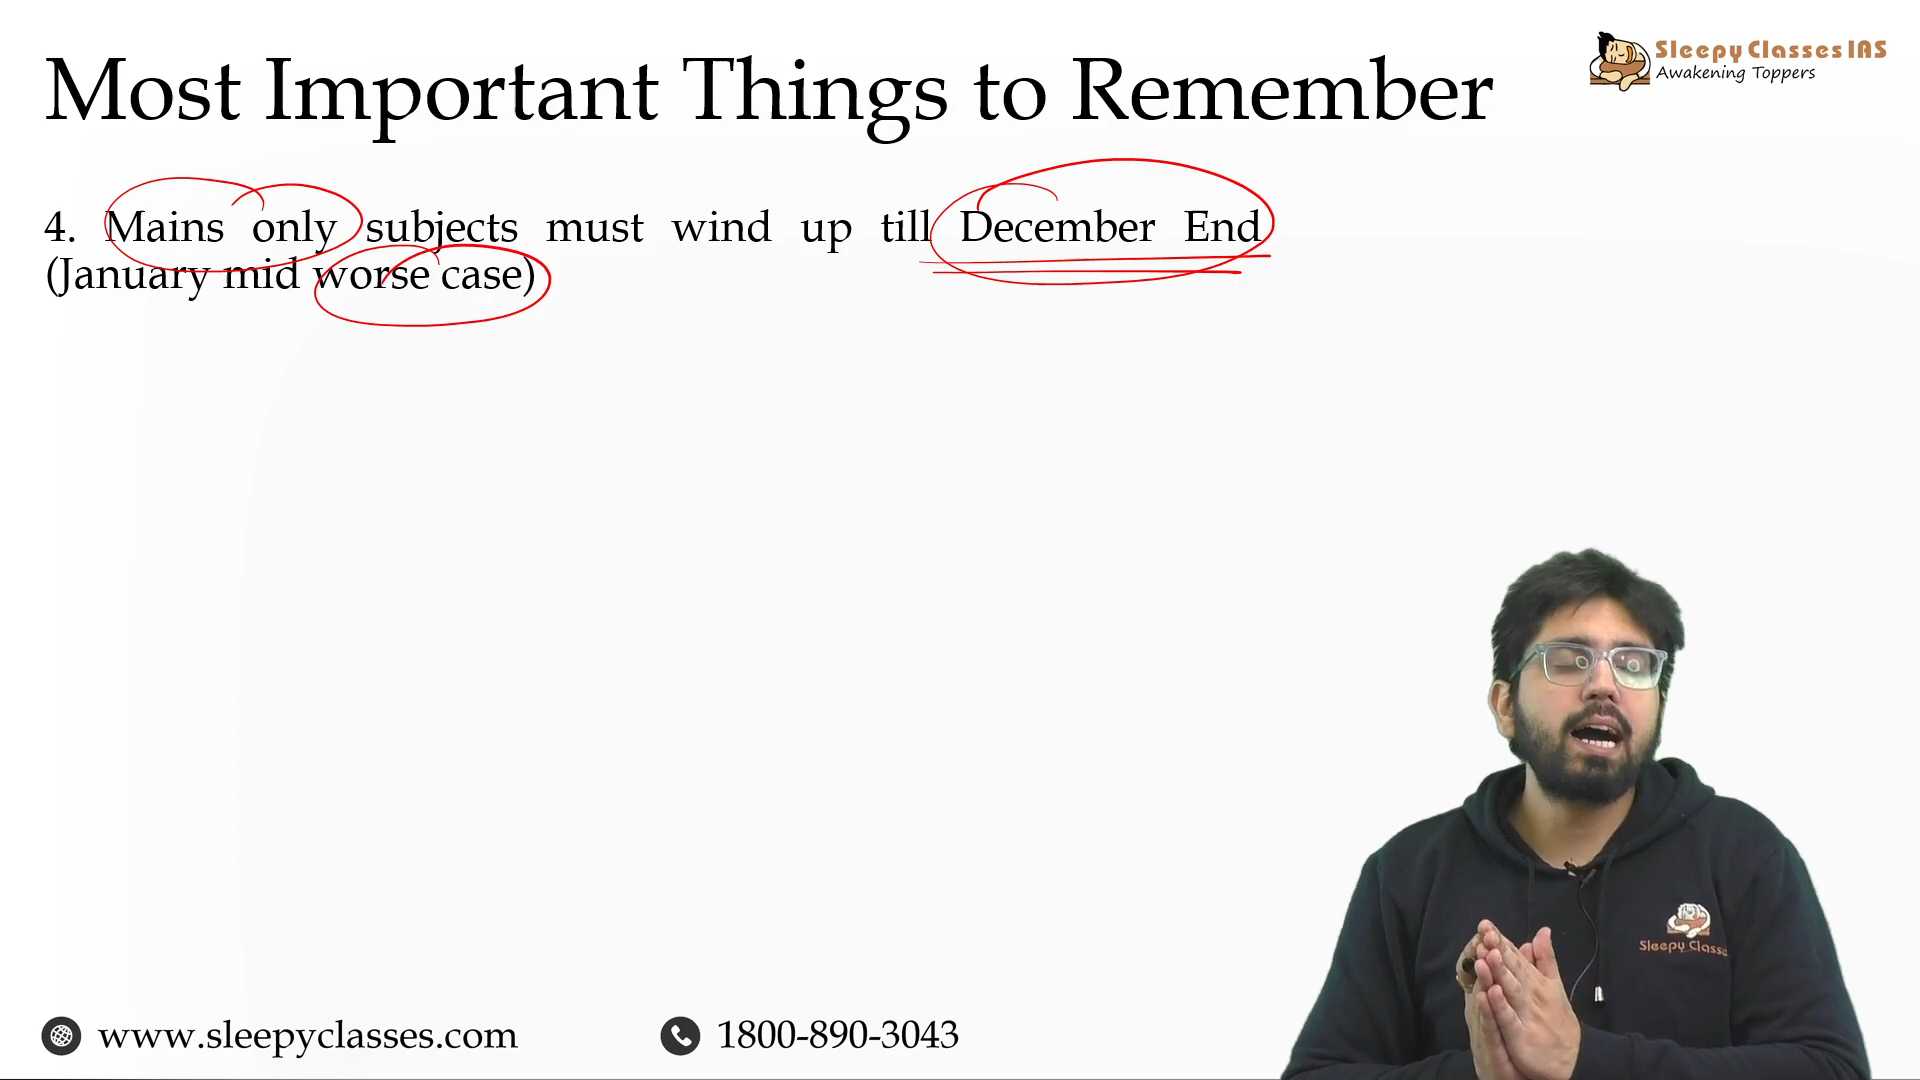 Most Important Things to Remember
Sleepy Classes IAS
Awakening Toppers
4. Mains only subjects must wind up till December End
(January mid worse case)
Sleepy Classe
www.sleepyclasses.com
1800-890-3043